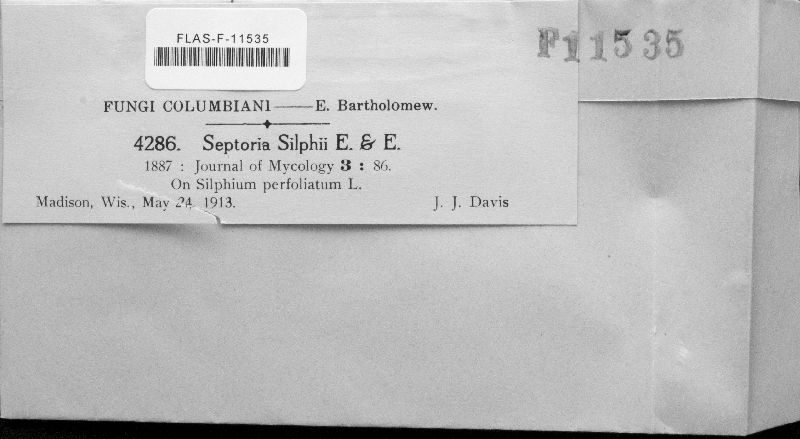 FLAS-F-11535
F11535
FUNGI COLUMBIANI — E. Bartholomew.
4286. Septoria Silphii E. & E.
1887 : Journal of Mycology 3 : 86.
On Silphium perfoliatum L.
Madison, Wis., May 24, 1913. J. J. Davis